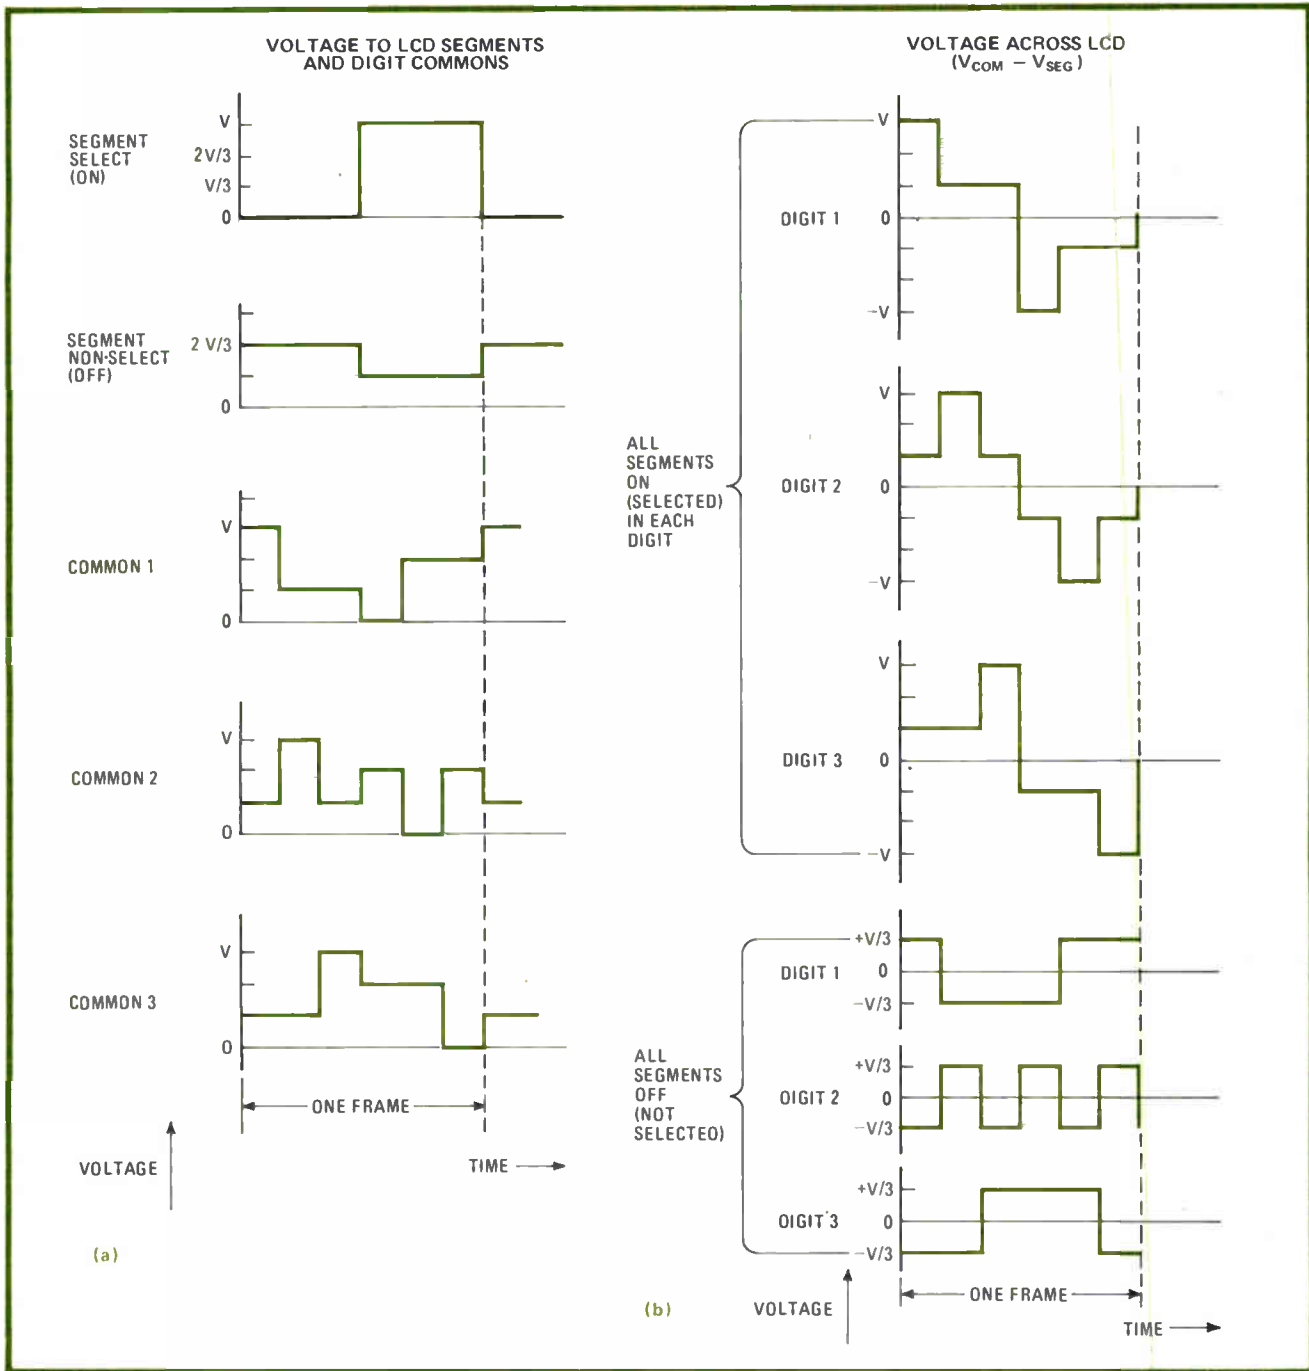 VOLTAGE TO LCD SEGMENTS
AND DIGIT COMMONS
SEGMENT
SELECT
(ON)
V
2V/3
V/3
0
SEGMENT
NON-SELECT
(OFF)
2 V/3
0
COMMON 1
V
0
COMMON 2
V
0
COMMON 3
V
0
ONE FRAME
VOLTAGE
TIME
(a)
VOLTAGE ACROSS LCD
(VCOM – VSEG)
ALL
SEGMENTS
ON
(SELECTED)
IN EACH
DIGIT
DIGIT 1
V
0
–V
DIGIT 2
V
0
–V
DIGIT 3
V
0
–V
ALL
SEGMENTS
OFF
(NOT
SELECTED)
DIGIT 1
+V/3
0
–V/3
DIGIT 2
+V/3
0
–V/3
DIGIT 3
+V/3
0
–V/3
ONE FRAME
VOLTAGE
TIME
(b)